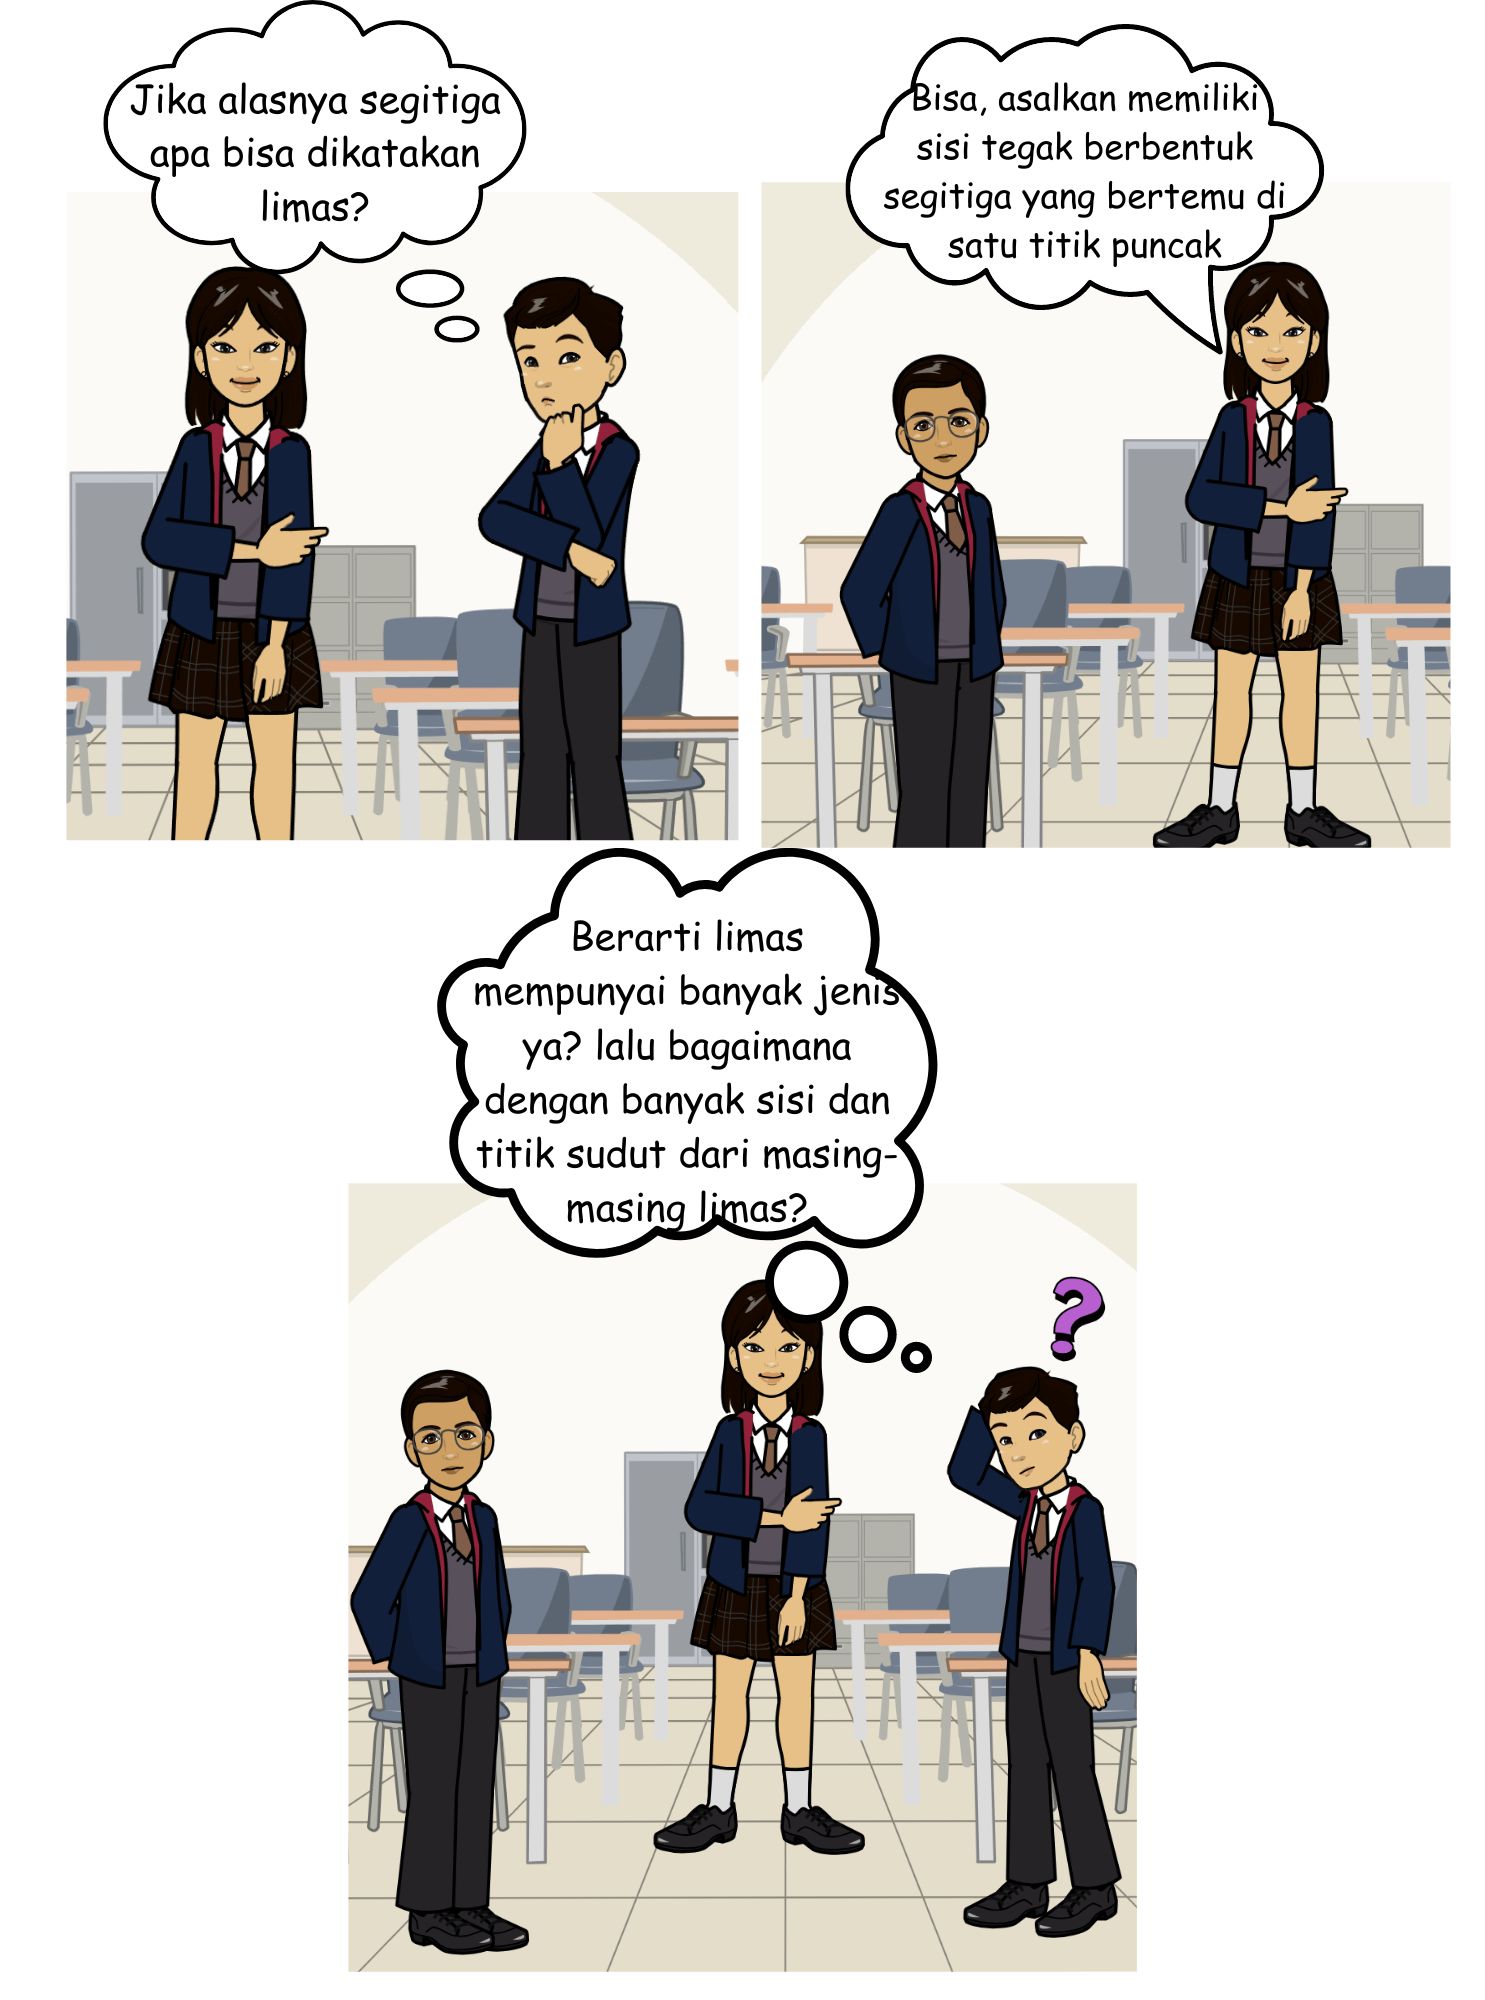 Jika alasnya segitiga
apa bisa dikatakan
limas?
Bisa, asalkan memiliki
sisi tegak berbentuk
segitiga yang bertemu di
satu titik puncak
Berarti limas
mempunyai banyak jenis
ya? lalu bagaimana
dengan banyak sisi dan
titik sudut dari masing-
masing limas?
?